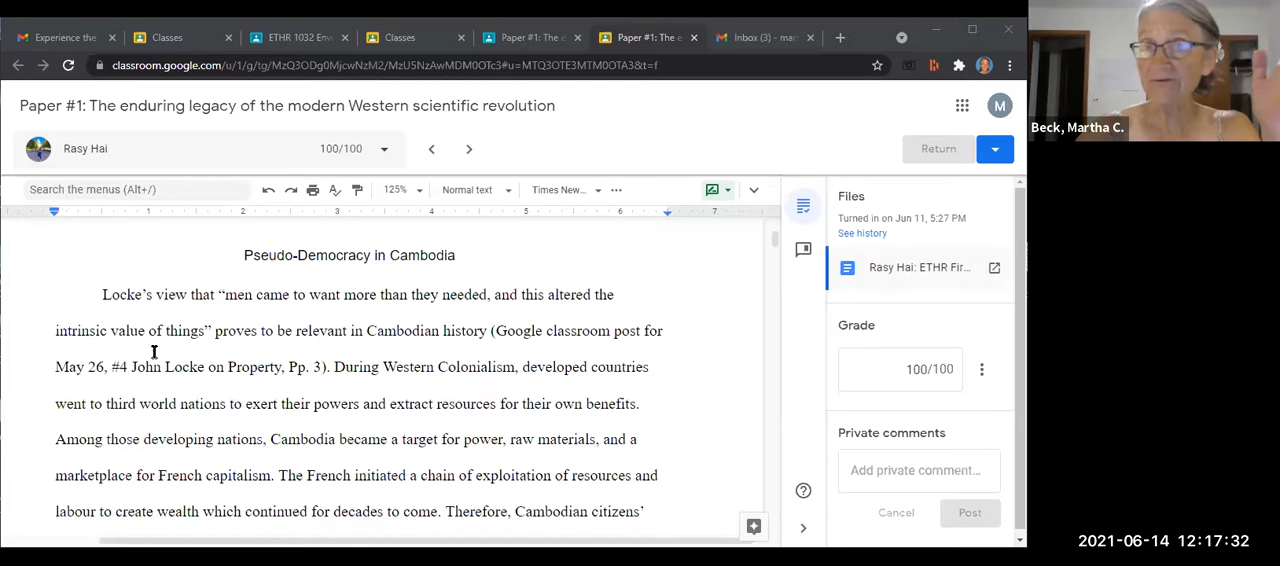 Experience the
Classes
ETHR 1032 Envi
Classes
Paper #1: The e
Paper #1: The e
Inbox (3) - mar
classroom.google.com/u/1/g/tg/MzQ3ODg0MjcwNzM2/MzU5NzAwMDM0OTc3#u=MTQ3OTE3MTM0OTA3&t=f
Paper #1: The enduring legacy of the modern Western scientific revolution
M
Beck, Martha C.
Rasy Hai
100/100
Return
Search the menus (Alt+/)
125%
Normal text
Times New...
1 2 3 4 5 6 7
Pseudo-Democracy in Cambodia
Locke’s view that “men came to want more than they needed, and this altered the
intrinsic value of things” proves to be relevant in Cambodian history (Google classroom post for
May 26, #4 John Locke on Property, Pp. 3). During Western Colonialism, developed countries
went to third world nations to exert their powers and extract resources for their own benefits.
Among those developing nations, Cambodia became a target for power, raw materials, and a
marketplace for French capitalism. The French initiated a chain of exploitation of resources and
labour to create wealth which continued for decades to come. Therefore, Cambodian citizens’
Files
Turned in on Jun 11, 5:27 PM
See history
Rasy Hai: ETHR Fir...
Grade
100/100
Private comments
Add private comment...
Cancel
Post
2021-06-14 12:17:32